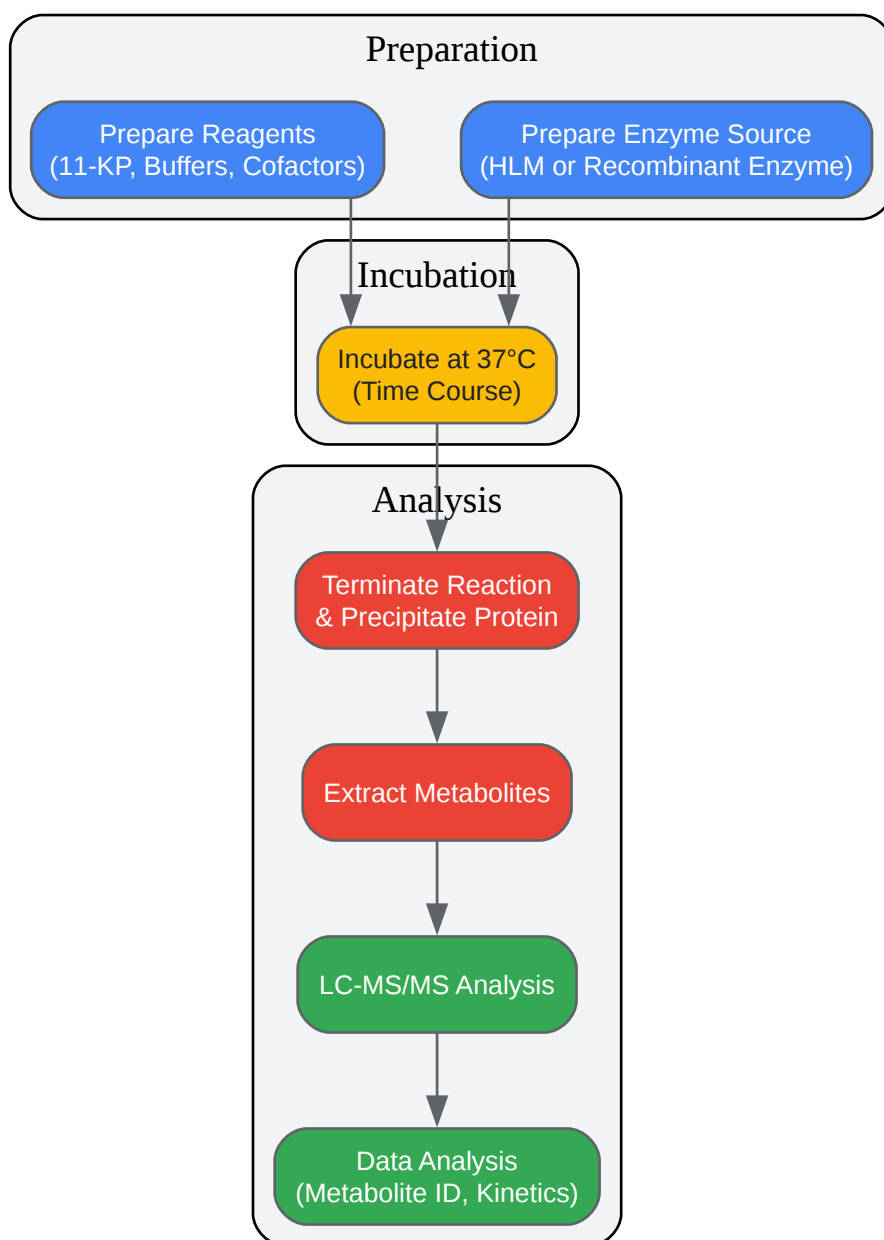 Preparation
Prepare Reagents
(11-KP, Buffers, Cofactors)
Prepare Enzyme Source
(HLM or Recombinant Enzyme)
Incubation
Incubate at 37°C
(Time Course)
Analysis
Terminate Reaction
& Precipitate Protein
Extract Metabolites
LC-MS/MS Analysis
Data Analysis
(Metabolite ID, Kinetics)